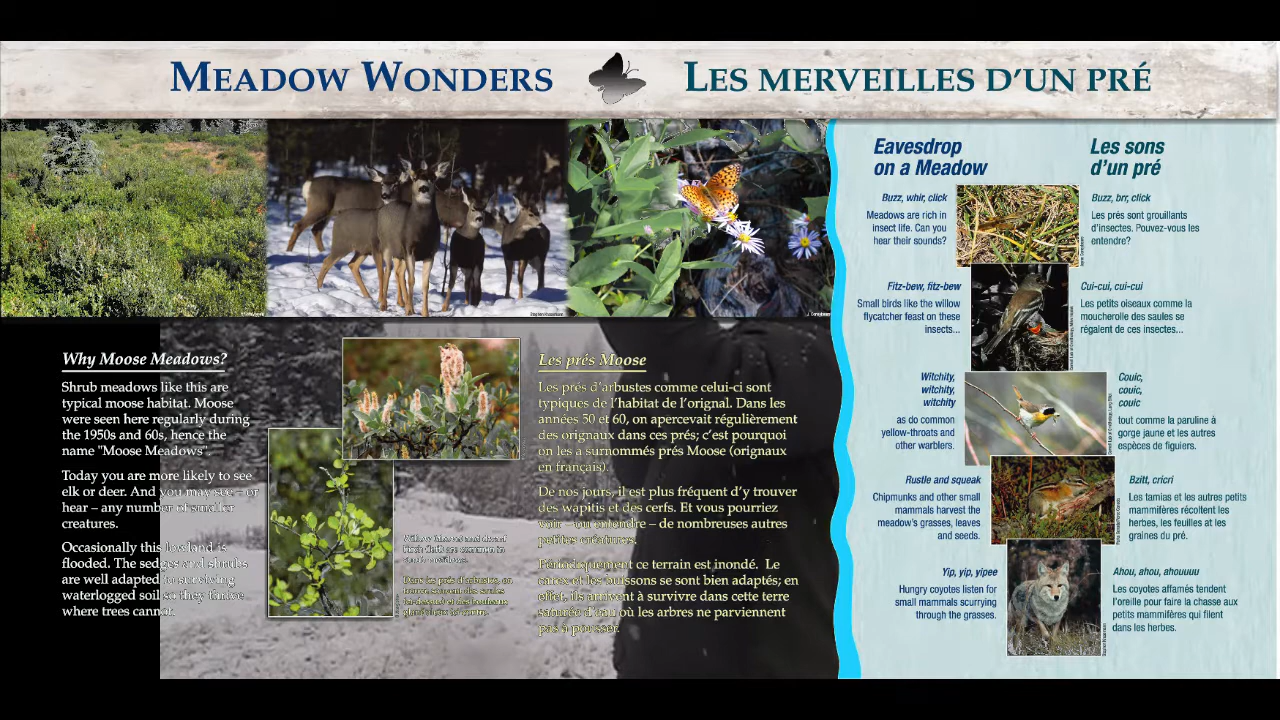 MEADOW WONDERS
LES MERVEILLES D'UN PRÉ
Why Moose Meadows?
Shrub meadows like this are
typical moose habitat. Moose
were seen here regularly during
the 1950s and 60s, hence the
name "Moose Meadows".
Today you are more likely to see
elk or deer. And you may see – or
hear – any number of smaller
creatures.
Occasionally this lowland is
flooded. The sedges and shrubs
are well adapted to surviving
waterlogged soil so they thrive
where trees cannot.
Les prés Moose
Les prés d'arbustes comme celui-ci sont
typiques de l'habitat de l'orignal. Dans les
années 50 et 60, on apercevait régulièrement
des orignaux dans ces prés; c'est pourquoi
on les a surnommés prés Moose (orignaux
en français).
De nos jours, il est plus fréquent d'y trouver
des wapitis et des cerfs. Et vous pourriez
voir – ou entendre – de nombreuses autres
petites créatures.
Périodiquement ce terrain est inondé. Le
carex et les buissons se sont bien adaptés; en
effet, ils arrivent à survivre dans cette terre
saturée d'eau où les arbres ne parviennent
pas à pousser.
Eavesdrop
on a Meadow
Les sons
d'un pré
Buzz, whir, click
Meadows are rich in
insect life. Can you
hear their sounds?
Buzz, brr, click
Les prés sont grouillants
d'insectes. Pouvez-vous les
entendre?
Fitz-bew, fitz-bew
Small birds like the willow
flycatcher feast on these
insects...
Cui-cui, cui-cui
Les petits oiseaux comme la
moucherolle des saules se
régalent de ces insectes...
Witchity,
witchity,
witchity
as do common
yellow-throats and
other warblers.
Couic,
couic,
couic
tout comme la paruline à
gorge jaune et les autres
espèces de figuiers.
Rustle and squeak
Chipmunks and other small
mammals harvest the
meadow's grasses, leaves
and seeds.
Bzitt, cricri
Les tamias et les autres petits
mammifères récoltent les
herbes, les feuilles et les
graines du pré.
Yip, yip, yipee
Hungry coyotes listen for
small mammals scurrying
through the grasses.
Ahou, ahou, ahouuuu
Les coyotes affamés tendent
l'oreille pour faire la chasse aux
petits mammifères qui filent
dans les herbes.